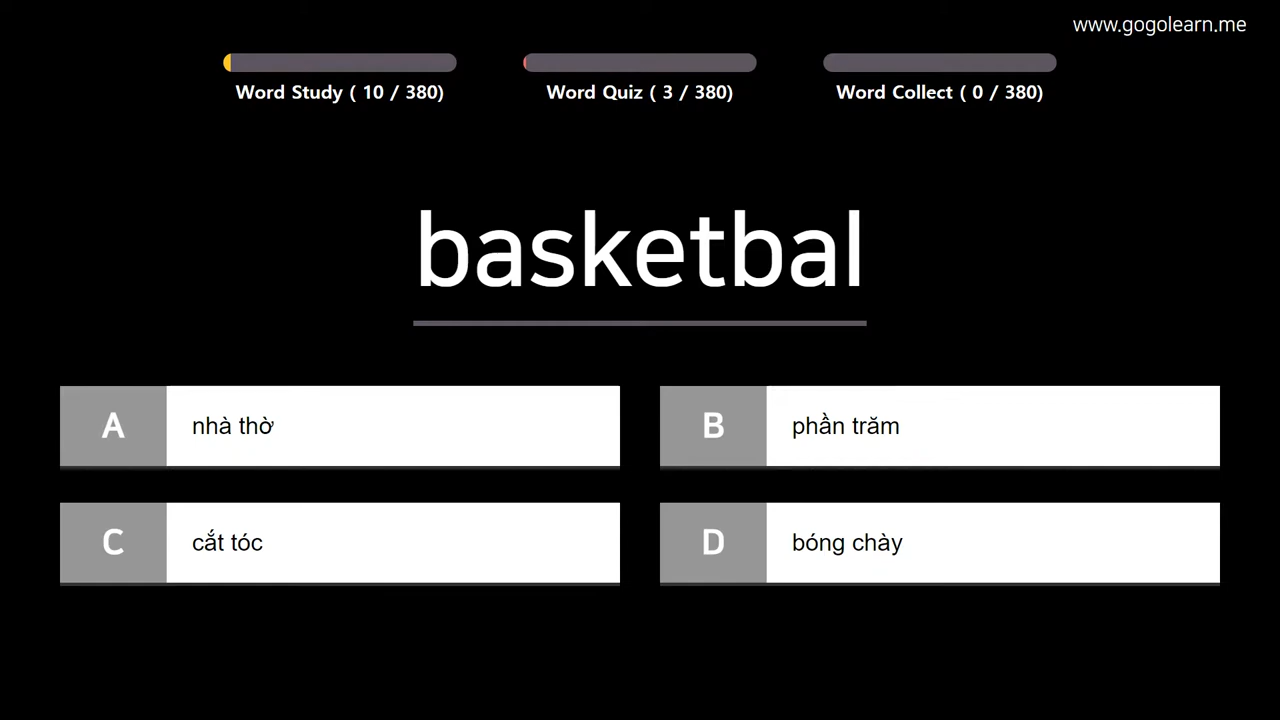 www.gogolearn.me
Word Study ( 10 / 380)
Word Quiz ( 3 / 380)
Word Collect ( 0 / 380)
basketbal
A nhà thờ
B phần trăm
C cắt tóc
D bóng chày